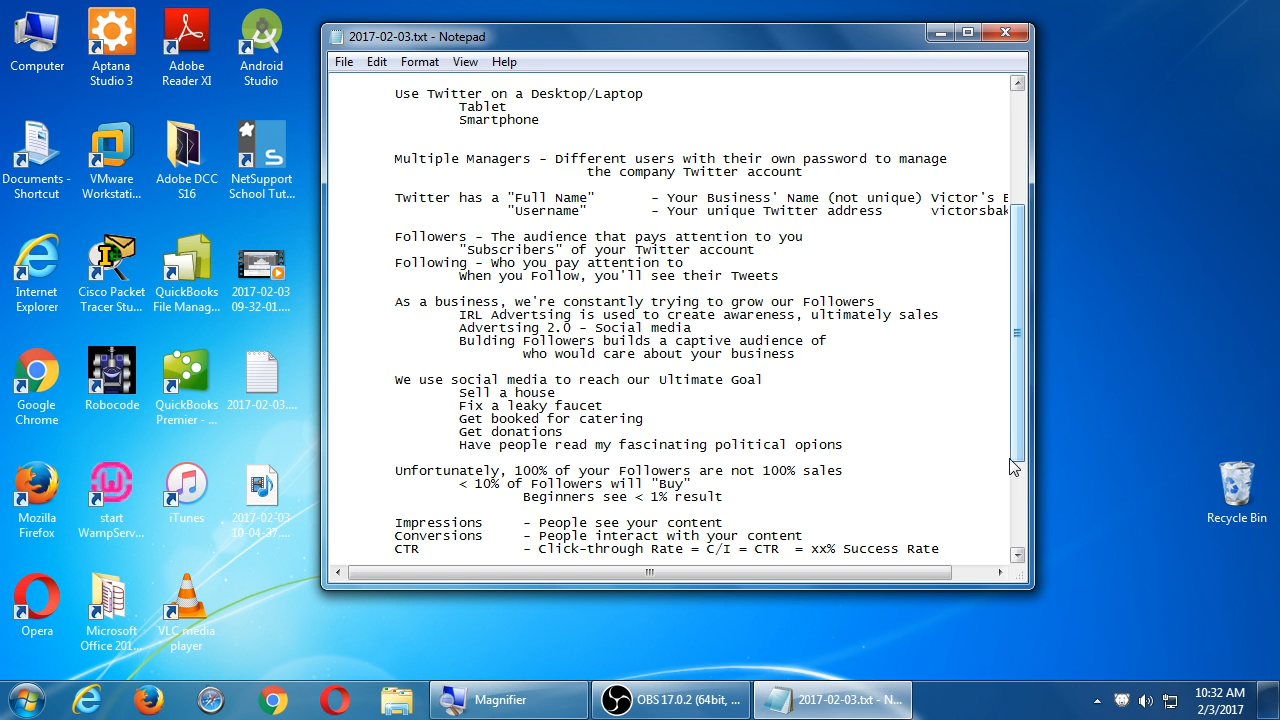 Computer
Aptana
Studio 3
Adobe
Reader XI
Android
Studio
Documents -
Shortcut
VMware
Workstati...
Adobe DCC
S16
NetSupport
School Tut...
Internet
Explorer
Cisco Packet
Tracer Stu...
QuickBooks
File Manag...
2017-02-03
09-32-01....
Google
Chrome
Robocode
QuickBooks
Premier - ...
2017-02-03....
Mozilla
Firefox
start
WampServ...
iTunes
2017-02-03
10-04-37....
Opera
Microsoft
Office 201...
VLC media
player
2017-02-03.txt - Notepad
File Edit Format View Help
Use Twitter on a Desktop/Laptop
Tablet
Smartphone
Multiple Managers - Different users with their own password to manage
the company Twitter account
Twitter has a "Full Name" - Your Business' Name (not unique) Victor's B
"Username" - Your unique Twitter address victorsbak
Followers - The audience that pays attention to you
"Subscribers" of your Twitter account
Following - Who you pay attention to
When you Follow, you'll see their Tweets
As a business, we're constantly trying to grow our Followers
IRL Advertsing is used to create awareness, ultimately sales
Advertsing 2.0 - Social media
Bulding Followers builds a captive audience of
who would care about your business
We use social media to reach our Ultimate Goal
Sell a house
Fix a leaky faucet
Get booked for catering
Get donations
Have people read my fascinating political opions
Unfortunately, 100% of your Followers are not 100% sales
< 10% of Followers will "Buy"
Beginners see < 1% result
Impressions - People see your content
Conversions - People interact with your content
CTR - Click-through Rate = C/I = CTR = xx% Success Rate
Recycle Bin
Magnifier
OBS 17.0.2 (64bit, ...
2017-02-03.txt - N...
10:32 AM
2/3/2017